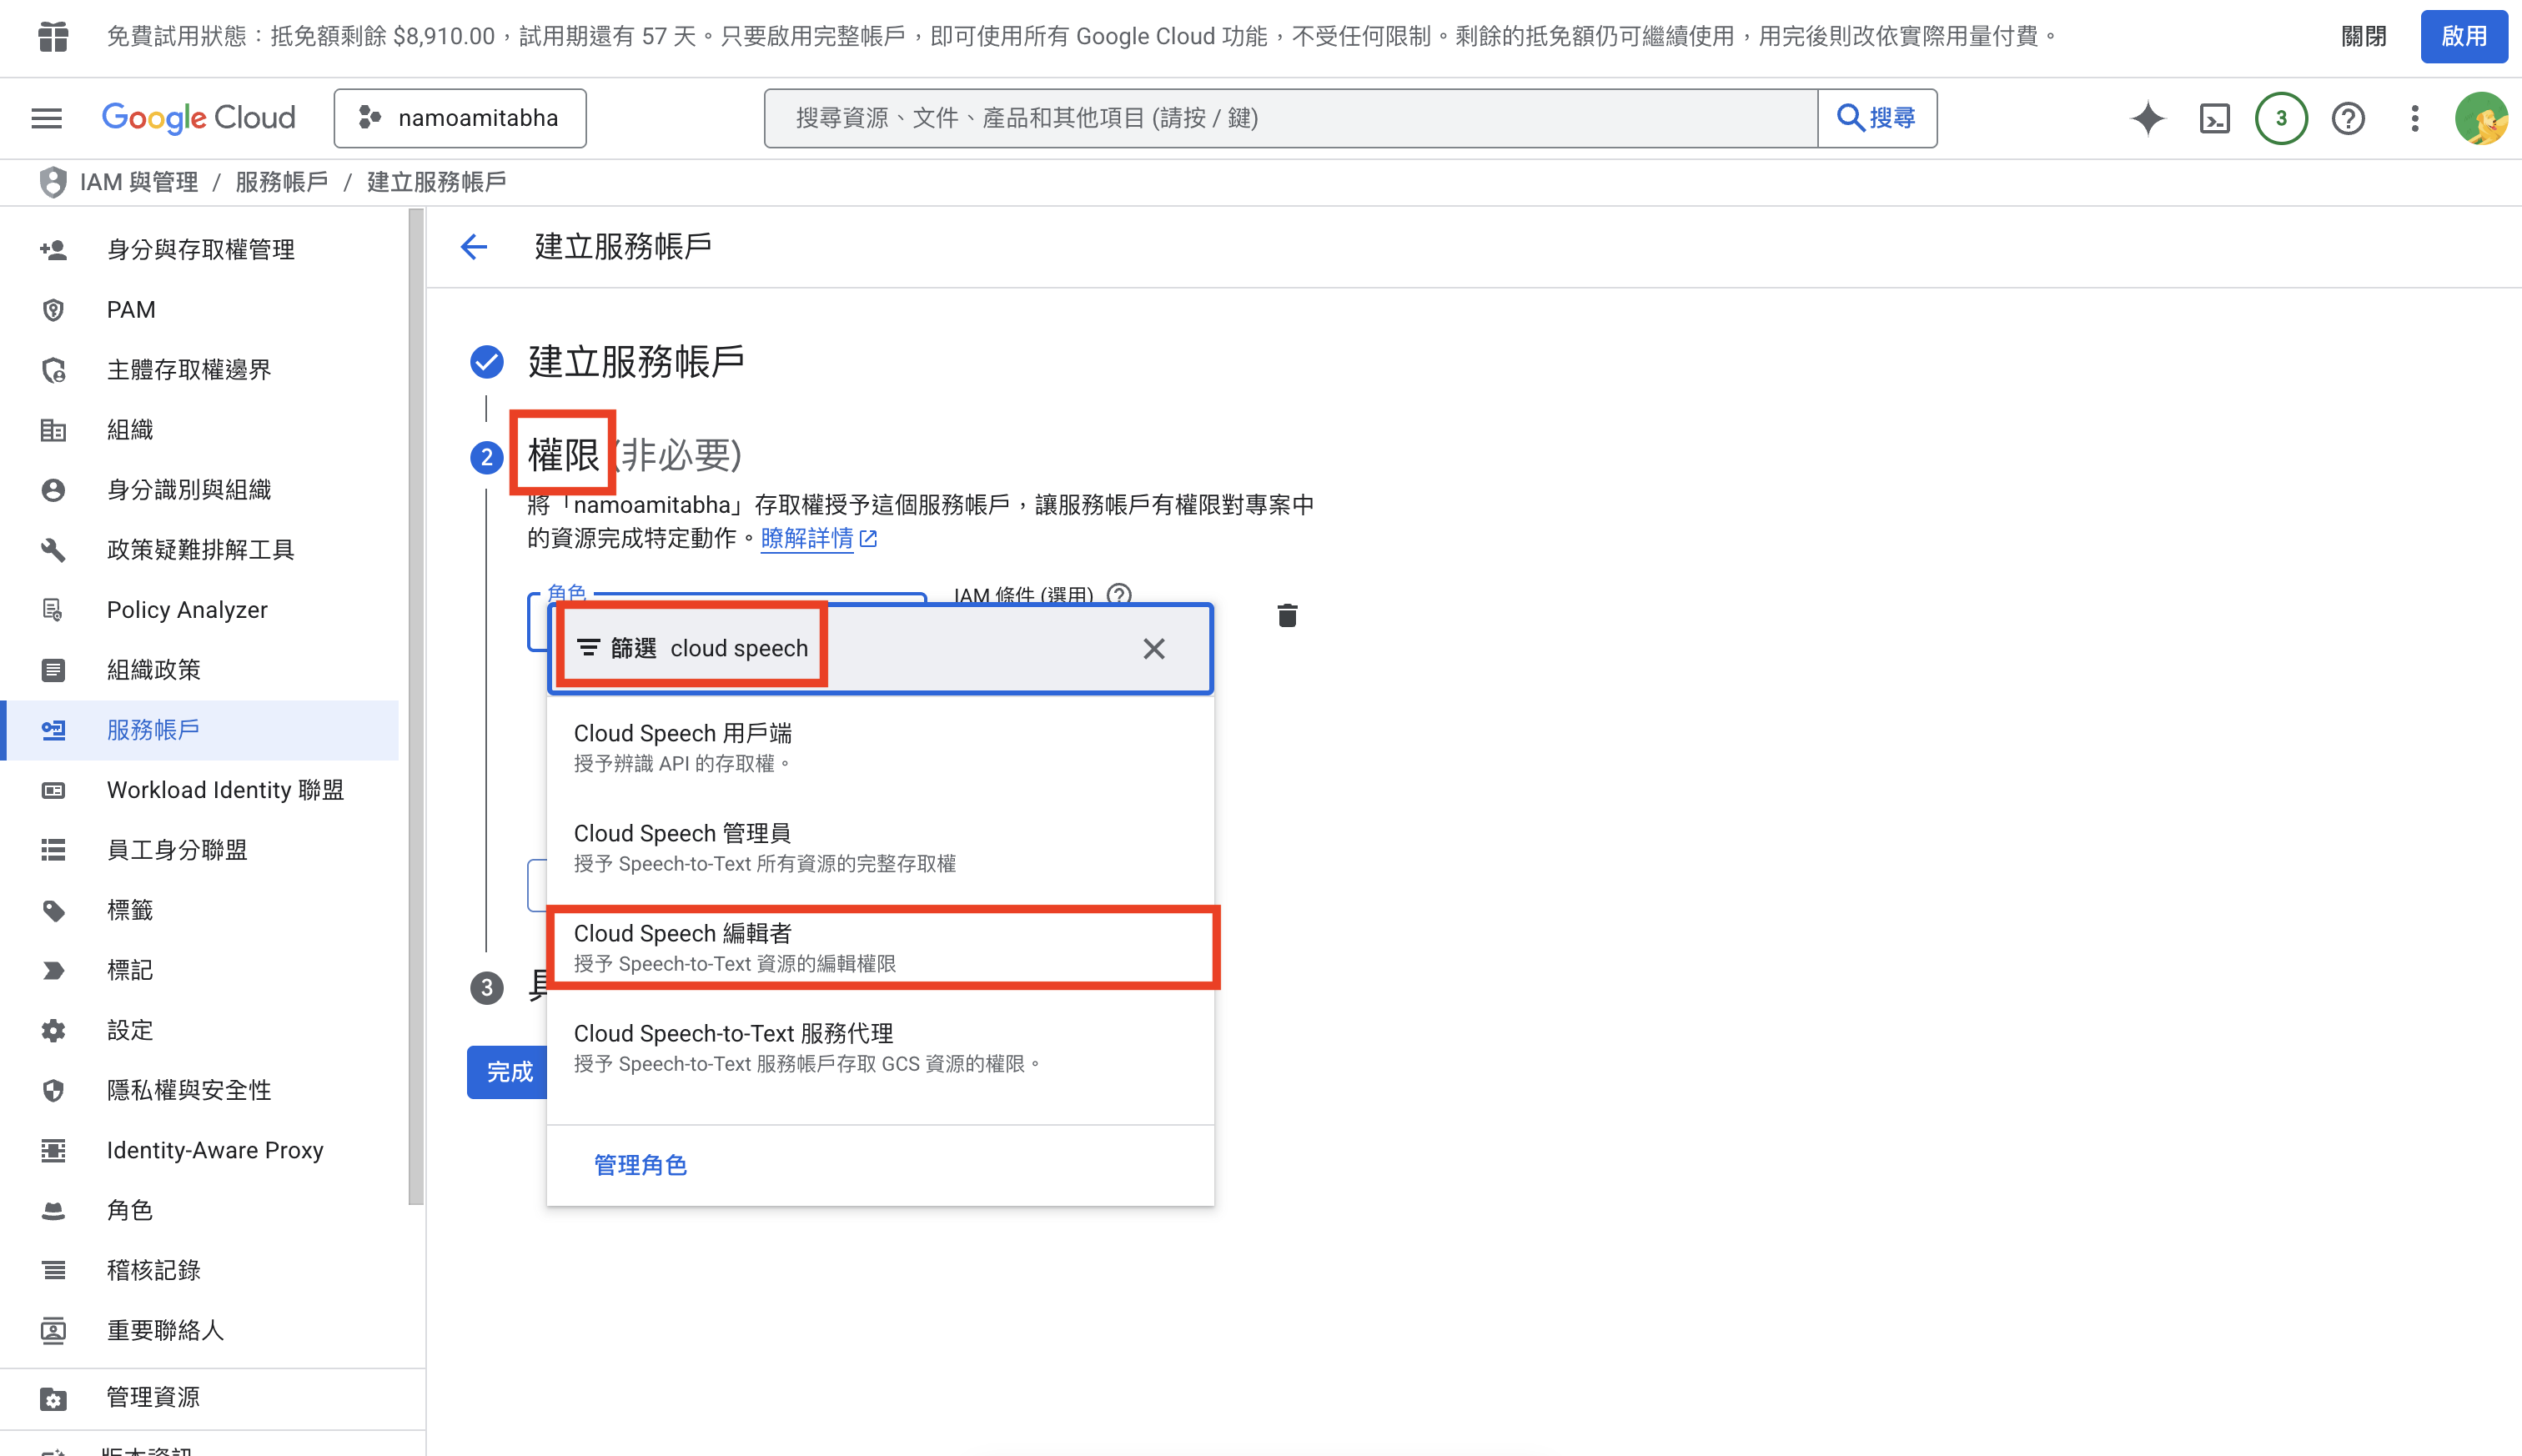 免費試用狀態：抵免額剩餘 $8,910.00，試用期還有 57 天。只要啟用完整帳戶，即可使用所有 Google Cloud 功能，不受任何限制。剩餘的抵免額仍可繼續使用，用完後則改依實際用量付費。
關閉
啟用
Google Cloud
namoamitabha
搜尋資源、文件、產品和其他項目 (請按 / 鍵)
搜尋
3
IAM 與管理 / 服務帳戶 / 建立服務帳戶
身分與存取權管理
PAM
主體存取權邊界
組織
身分識別與組織
政策疑難排解工具
Policy Analyzer
組織政策
服務帳戶
Workload Identity 聯盟
員工身分聯盟
標籤
標記
設定
隱私權與安全性
Identity-Aware Proxy
角色
稽核記錄
重要聯絡人
管理資源
版本資訊
建立服務帳戶
建立服務帳戶
2 權限 (非必要)
將「namoamitabha」存取權授予這個服務帳戶，讓服務帳戶有權限對專案中
的資源完成特定動作。瞭解詳情
角色
IAM 條件 (選用)
篩選 cloud speech
Cloud Speech 用戶端
授予辨識 API 的存取權。
Cloud Speech 管理員
授予 Speech-to-Text 所有資源的完整存取權
Cloud Speech 編輯者
授予 Speech-to-Text 資源的編輯權限
Cloud Speech-to-Text 服務代理
授予 Speech-to-Text 服務帳戶存取 GCS 資源的權限。
管理角色
3
完成